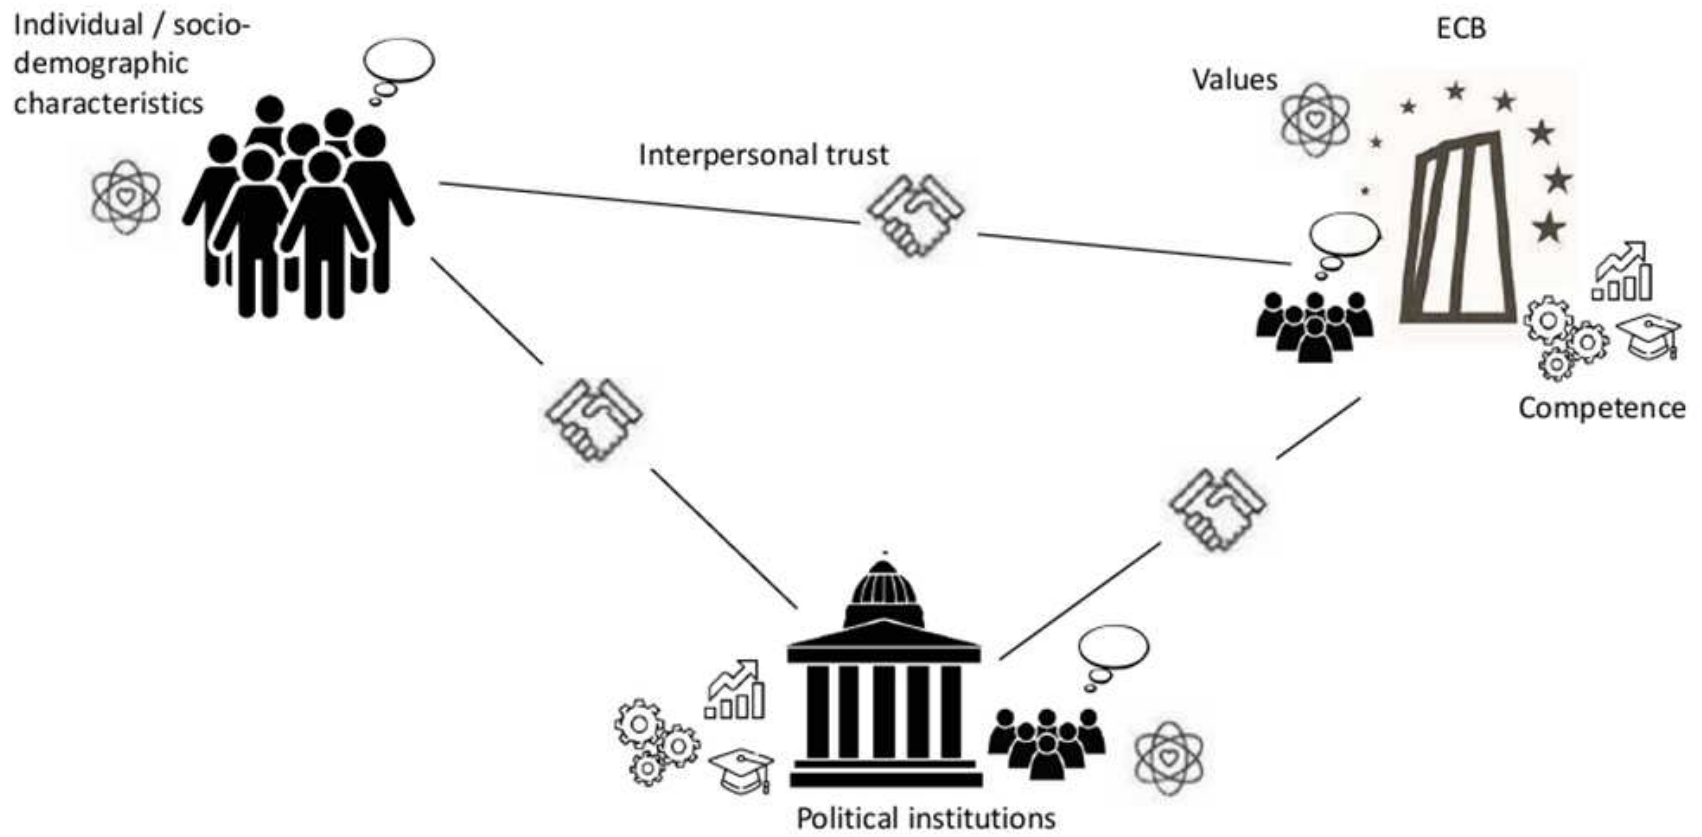 Individual / socio-
demographic
characteristics
ECB
Values
Interpersonal trust
Competence
Political institutions